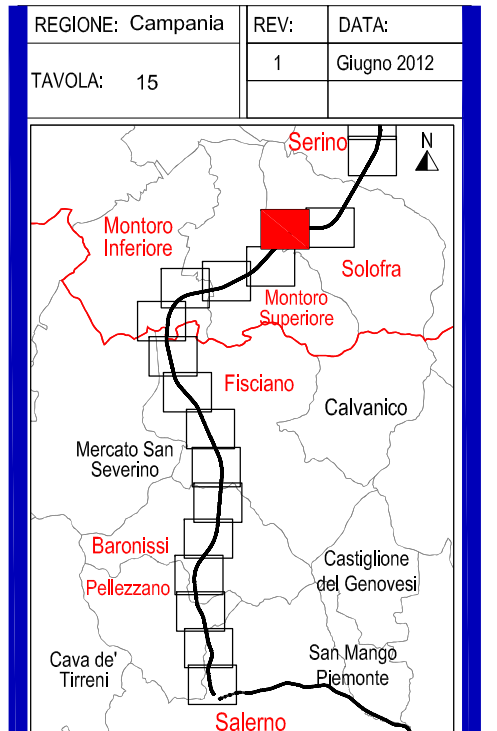 REGIONE: Campania
REV:
DATA:
TAVOLA: 15
1
Giugno 2012
Serino
N
Montoro
Inferiore
Solofra
Montoro
Superiore
Fisciano
Calvanico
Mercato San
Severino
Baronissi
Castiglione
del Genovesi
Pellezzano
San Mango
Piemonte
Cava de'
Tirreni
Salerno